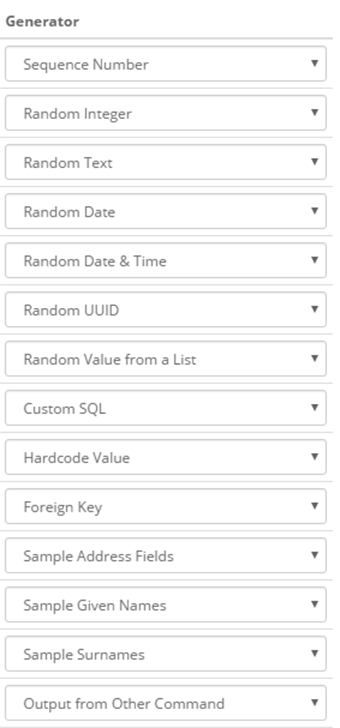 Generator
Sequence Number
Random Integer
Random Text
Random Date
Random Date & Time
Random UUID
Random Value from a List
Custom SQL
Hardcode Value
Foreign Key
Sample Address Fields
Sample Given Names
Sample Surnames
Output from Other Command